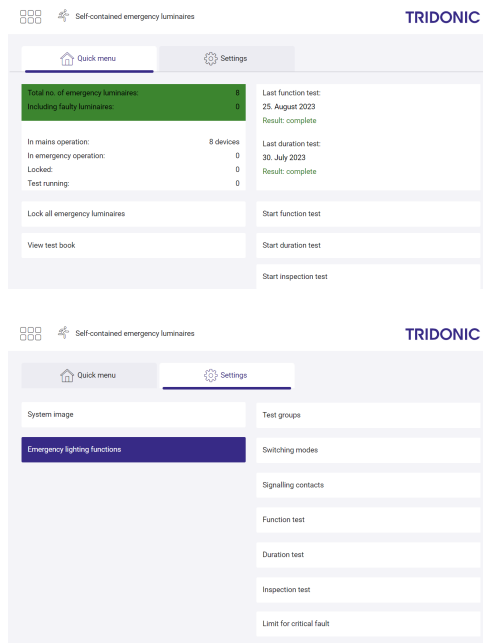 Self-contained emergency luminaires
TRIDONIC
Quick menu
Settings
Total no. of emergency luminaires: 8
Including faulty luminaires: 0
In mains operation: 8 devices
In emergency operation: 0
Locked: 0
Test running: 0
Last function test:
25. August 2023
Result: complete
Last duration test:
30. July 2023
Result: complete
Lock all emergency luminaires
Start function test
View test book
Start duration test
Start inspection test
Self-contained emergency luminaires
TRIDONIC
Quick menu
Settings
System image
Emergency lighting functions
Test groups
Switching modes
Signalling contacts
Function test
Duration test
Inspection test
Limit for critical fault